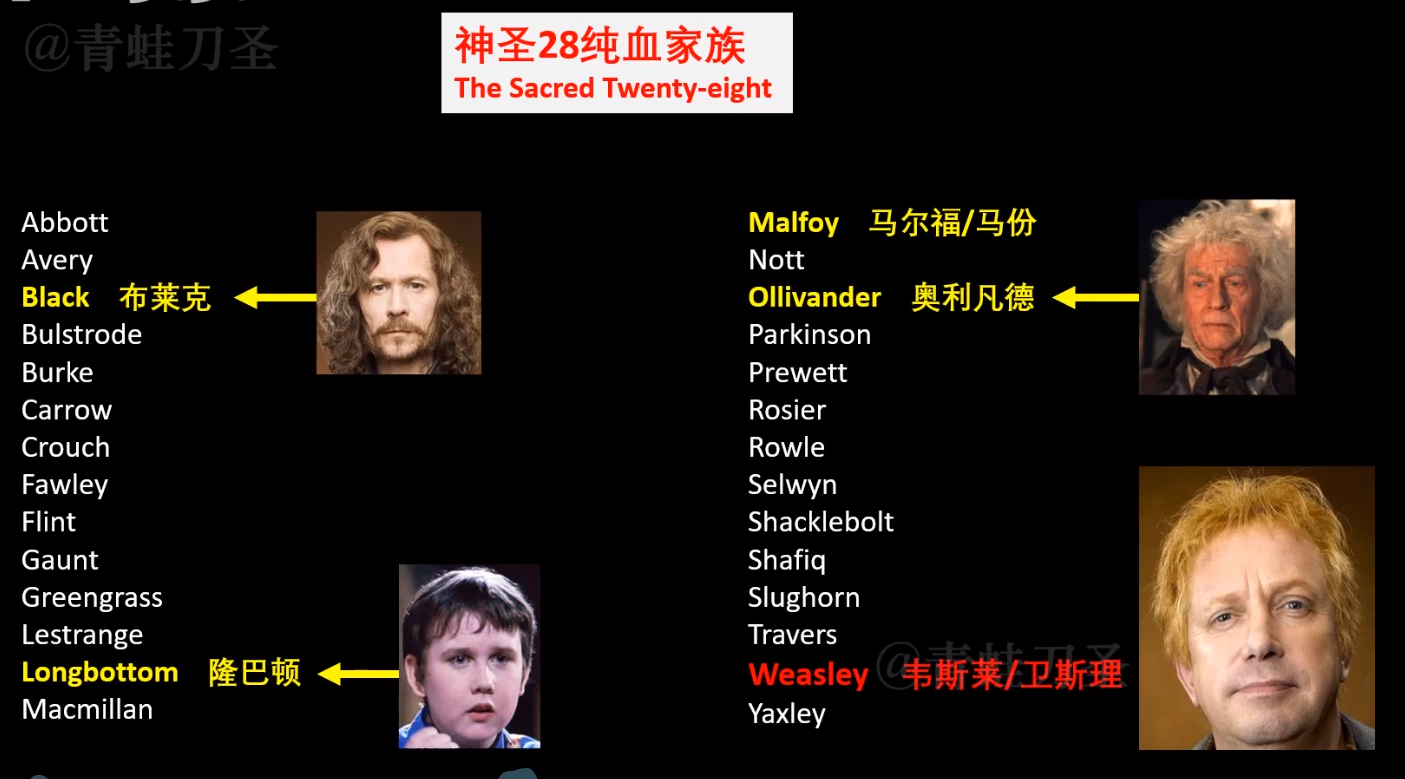 @青蛙刀圣
神圣28纯血家族
The Sacred Twenty-eight
Abbott
Avery
Black 布莱克
Bulstrode
Burke
Carrow
Crouch
Fawley
Flint
Gaunt
Greengrass
Lestrange
Longbottom 隆巴顿
Macmillan
Malfoy 马尔福/马份
Nott
Ollivander 奥利凡德
Parkinson
Prewett
Rosier
Rowle
Selwyn
Shacklebolt
Shafiq
Slughorn
Travers
Weasley 韦斯莱/卫斯理
@青蛙刀圣
Yaxley